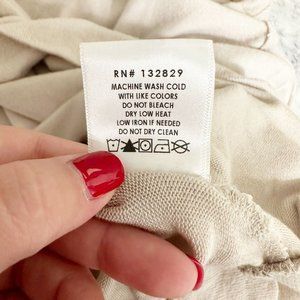 RN# 132829
MACHINE WASH COLD
WITH LIKE COLORS
DO NOT BLEACH
DRY LOW HEAT
LOW IRON IF NEEDED
DO NOT DRY CLEAN